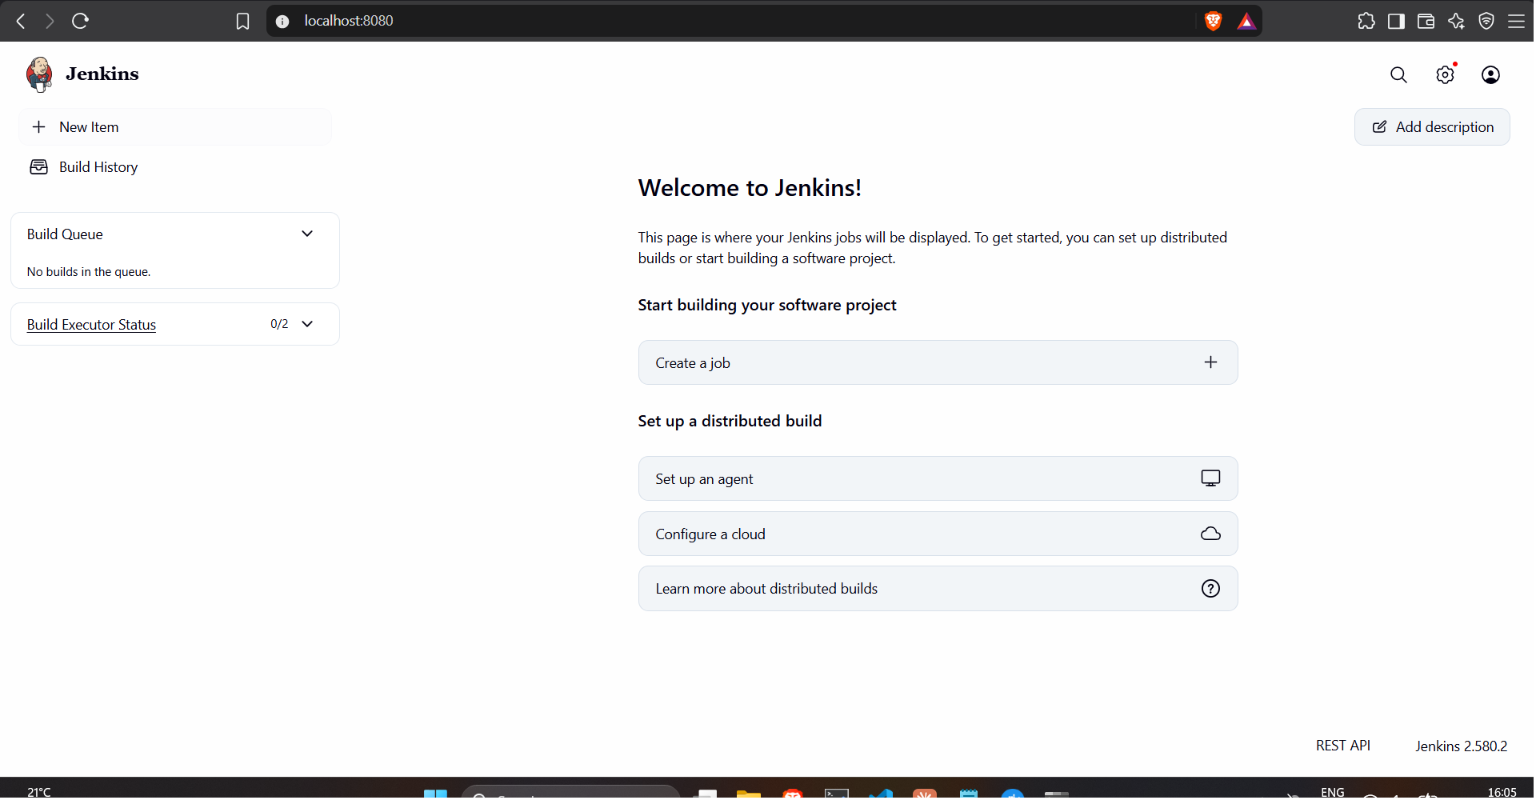 localhost:8080
Jenkins
New Item
Add description
Build History
Welcome to Jenkins!
Build Queue
This page is where your Jenkins jobs will be displayed. To get started, you can set up distributed
builds or start building a software project.
No builds in the queue.
Start building your software project
Build Executor Status 0/2
Create a job
Set up a distributed build
Set up an agent
Configure a cloud
Learn more about distributed builds
REST API
Jenkins 2.580.2
21°C
ENG
16:05